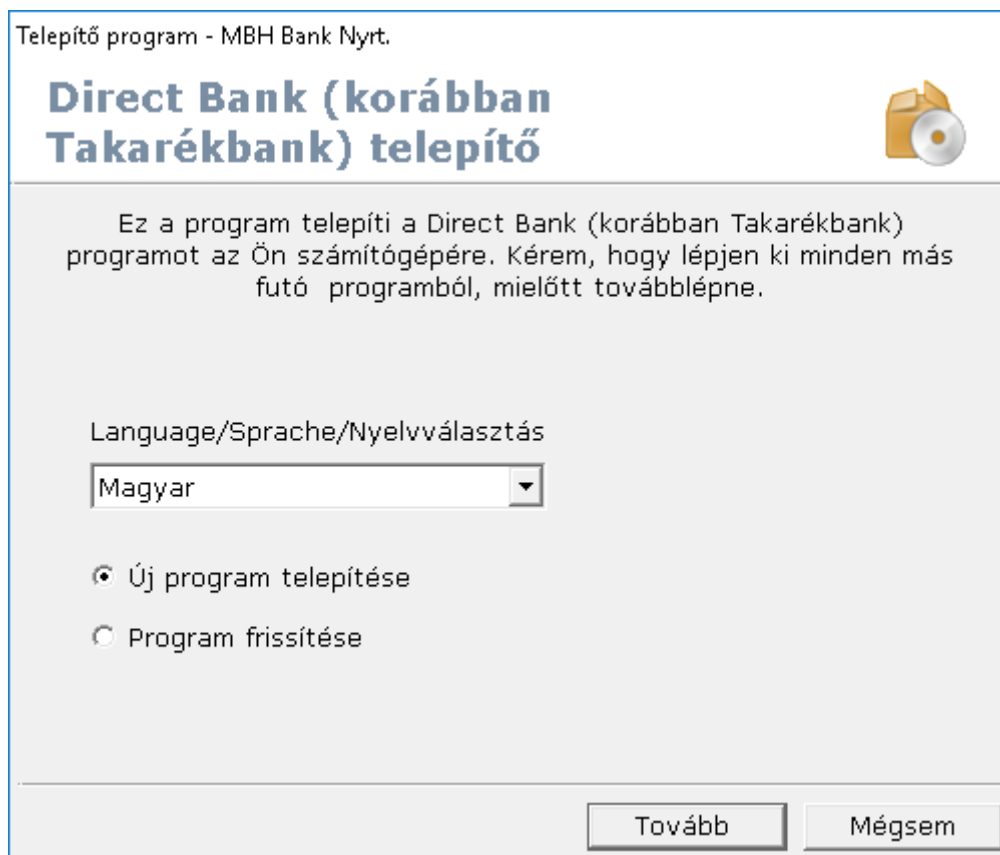 Telepítő program - MBH Bank Nyrt.
Direct Bank (korábban
Takarékbank) telepítő
Ez a program telepíti a Direct Bank (korábban Takarékbank)
programot az Ön számítógépére. Kérem, hogy lépjen ki minden más
futó  programból, mielőtt továbblépne.
Language/Sprache/Nyelvválasztás
Magyar
Új program telepítése
Program frissítése
Tovább
Mégsem